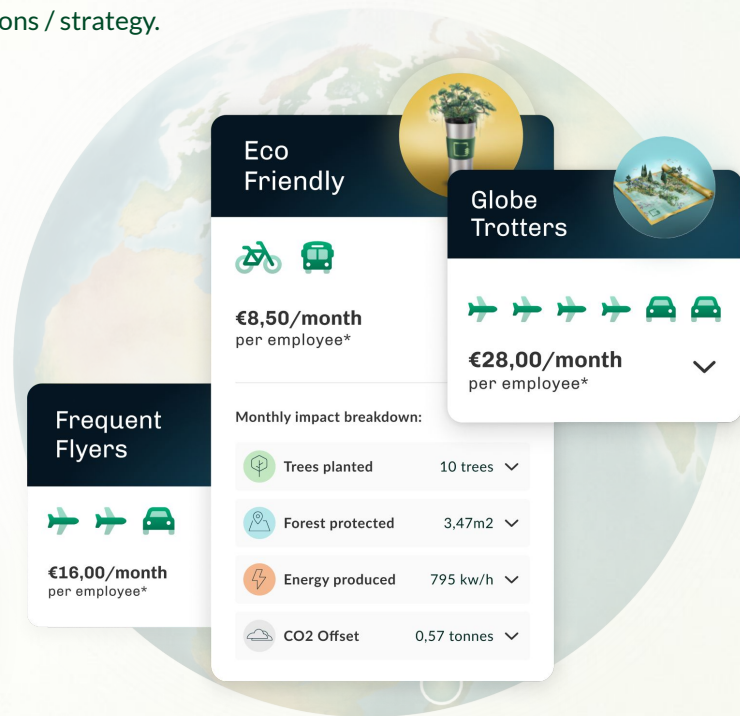 ons / strategy.
Eco
Friendly
€8,50/month
per employee*
Monthly impact breakdown:
Trees planted 10 trees
Forest protected 3,47m2
Energy produced 795 kw/h
CO2 Offset 0,57 tonnes
Globe
Trotters
€28,00/month
per employee*
Frequent
Flyers
€16,00/month
per employee*